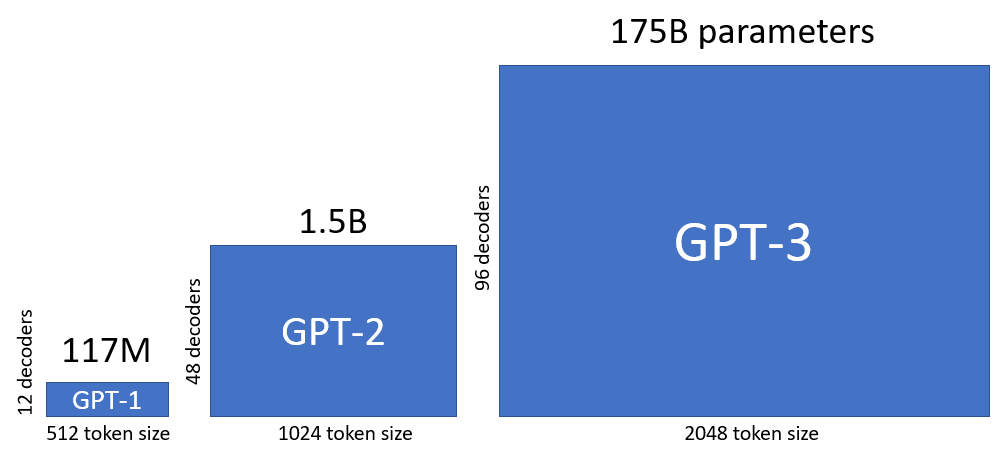 117M
12 decoders
GPT-1
512 token size
1.5B
48 decoders
GPT-2
1024 token size
175B parameters
96 decoders
GPT-3
2048 token size